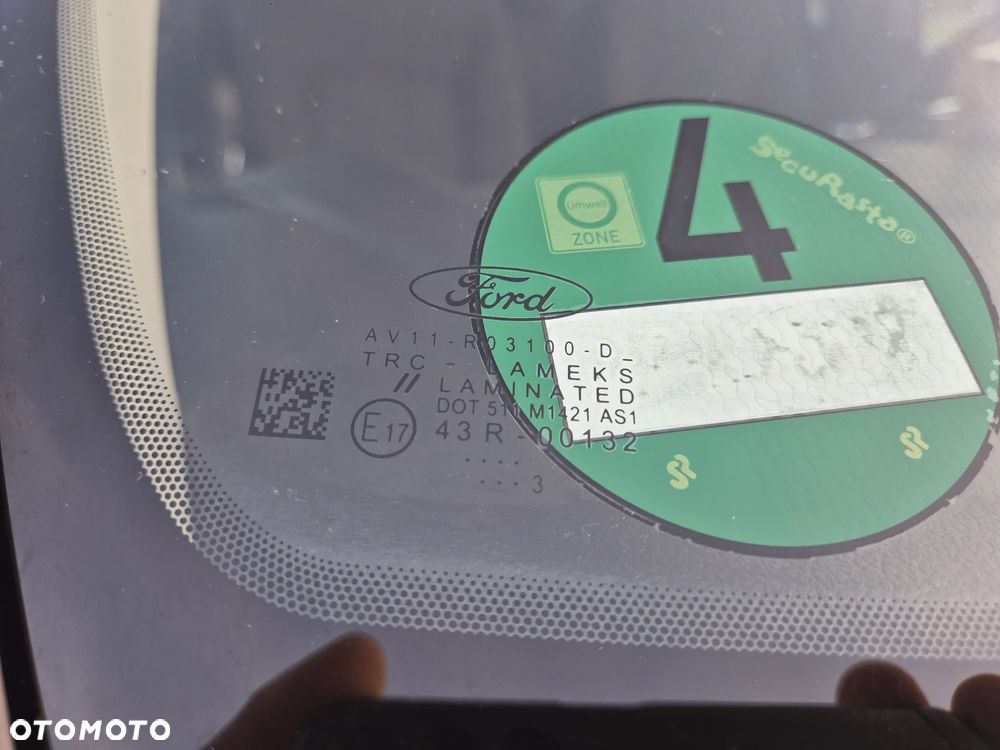 4
SecuRasta®
Umwelt
ZONE
Ford
AV11-R03100-D_
TRC - LAMEKS
// LAMINATED
DOT 511 M1421 AS1
E17 43R-00132
....
...3
OTOMOTO